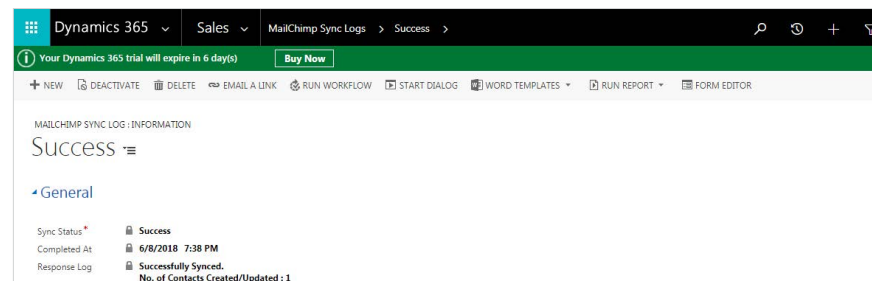 Dynamics 365 Sales MailChimp Sync Logs > Success >
Your Dynamics 365 trial will expire in 6 day(s) Buy Now
NEW DEACTIVATE DELETE EMAIL A LINK RUN WORKFLOW START DIALOG WORD TEMPLATES RUN REPORT FORM EDITOR
MAILCHIMP SYNC LOG : INFORMATION
Success
General
Sync Status* Success
Completed At 6/8/2018 7:38 PM
Response Log Successfully Synced.
No. of Contacts Created/Updated : 1